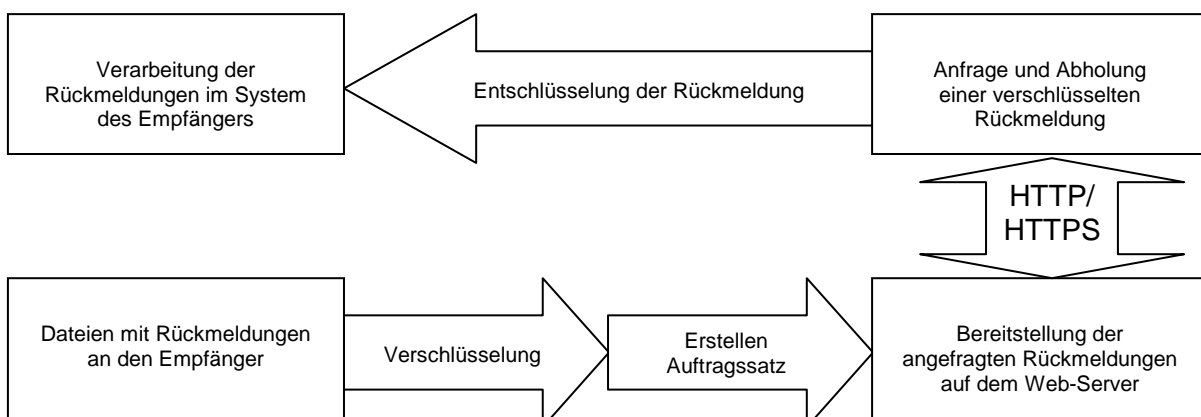 Verarbeitung der
Rückmeldungen im System
des Empfängers
Entschlüsselung der Rückmeldung
Anfrage und Abholung
einer verschlüsselten
Rückmeldung
HTTP/
HTTPS
Dateien mit Rückmeldungen
an den Empfänger
Verschlüsselung
Erstellen
Auftragssatz
Bereitstellung der
angefragten Rückmeldungen
auf dem Web-Server